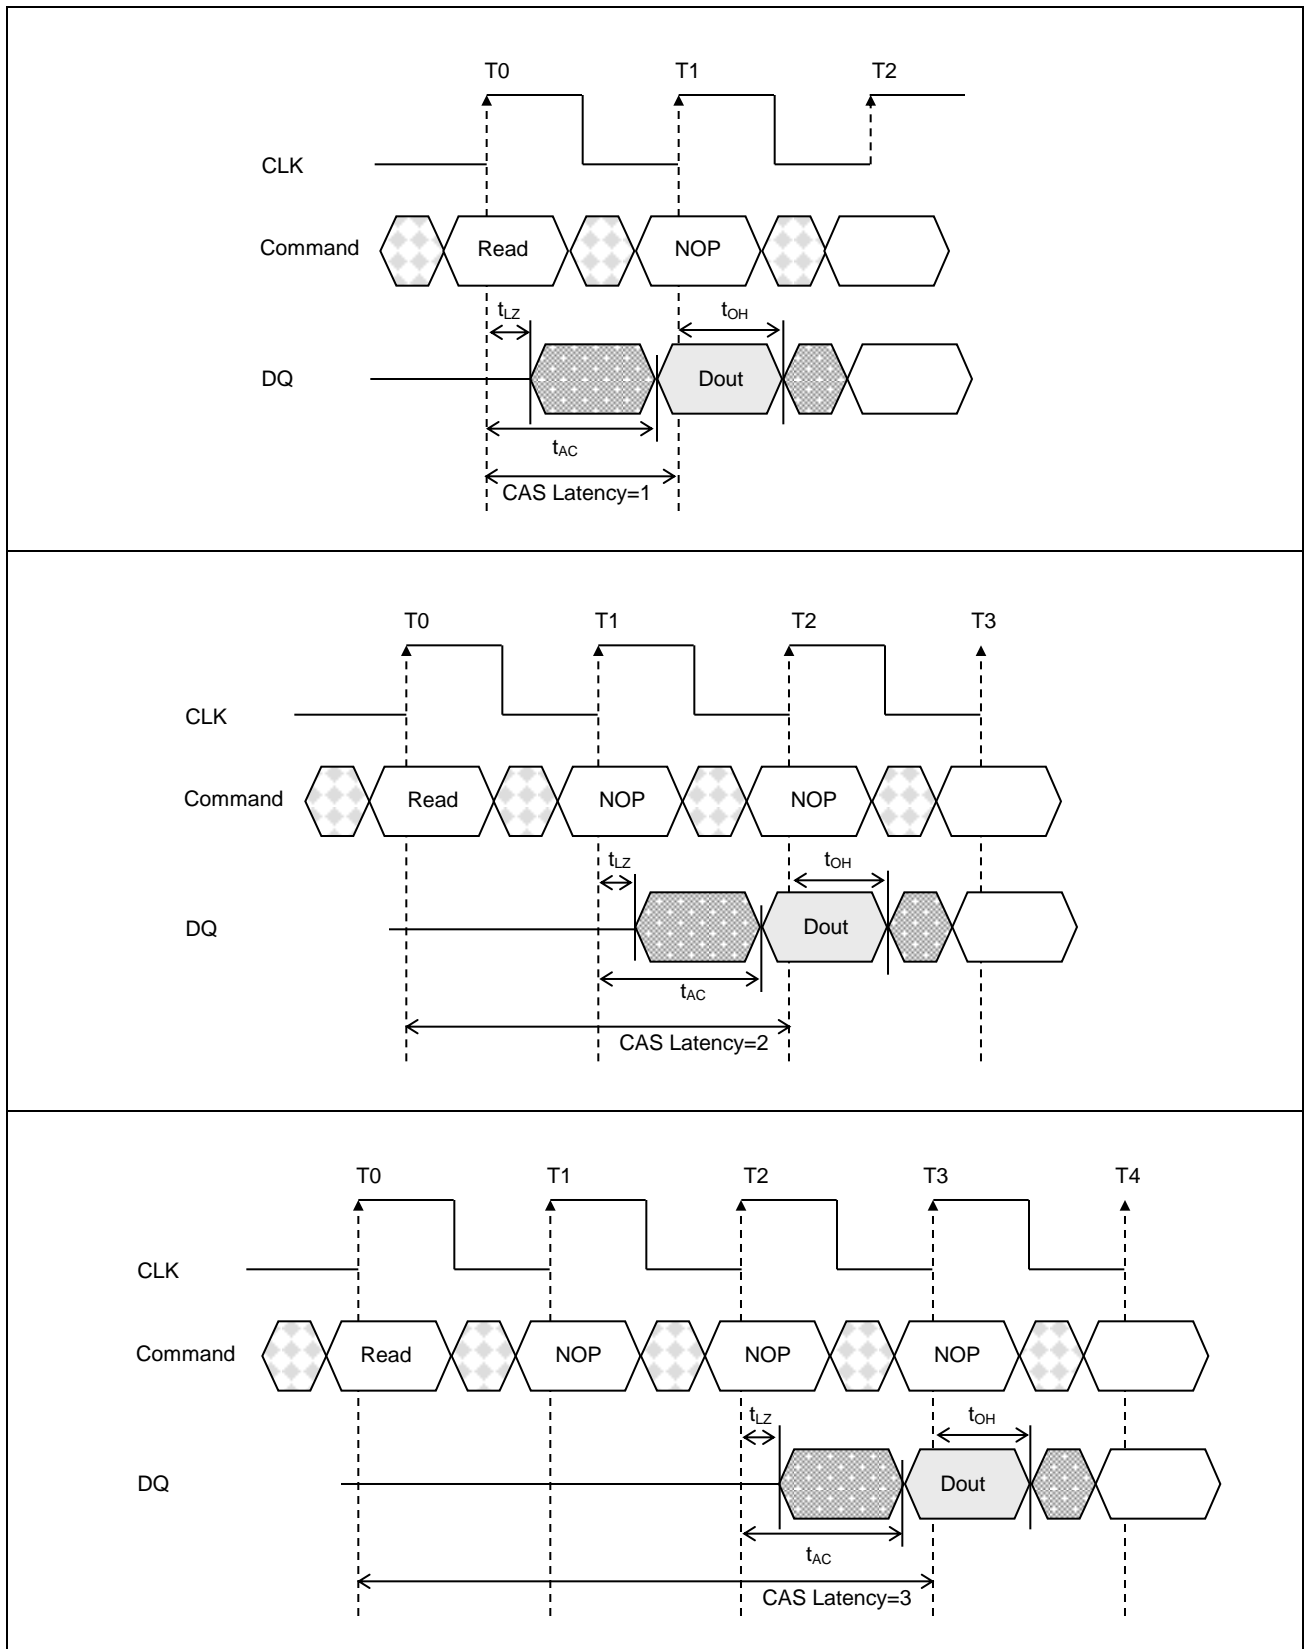 T0 T1 T2
CLK
Command Read NOP
tLZ tOH
DQ Dout
tAC
CAS Latency=1
T0 T1 T2 T3
CLK
Command Read NOP NOP
tLZ tOH
DQ Dout
tAC
CAS Latency=2
T0 T1 T2 T3 T4
CLK
Command Read NOP NOP NOP
tLZ tOH
DQ Dout
tAC
CAS Latency=3